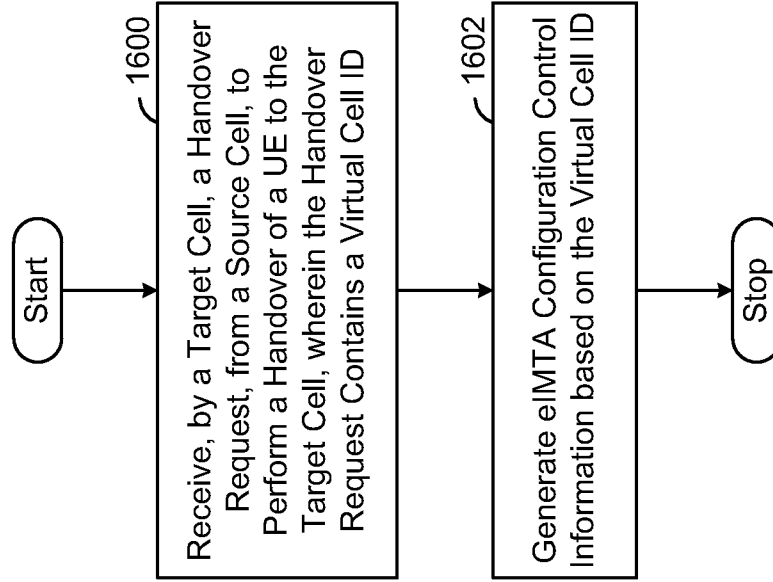 Start
1600
Receive, by a Target Cell, a Handover
Request, from a Source Cell, to
Perform a Handover of a UE to the
Target Cell, wherein the Handover
Request Contains a Virtual Cell ID
1602
Generate eIMTA Configuration Control
Information based on the Virtual Cell ID
Stop